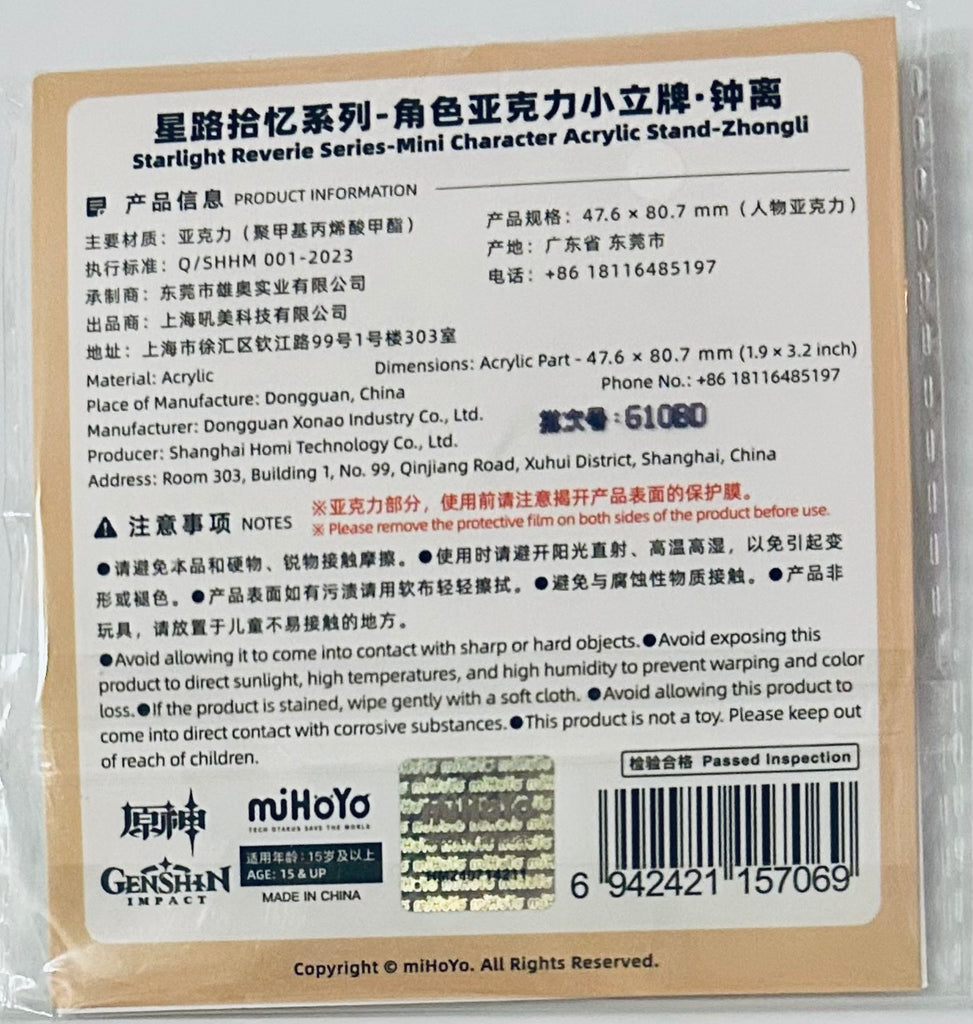 星路拾忆系列-角色亚克力小立牌·钟离
Starlight Reverie Series-Mini Character Acrylic Stand-Zhongli
产品信息 PRODUCT INFORMATION
主要材质：亚克力（聚甲基丙烯酸甲酯）
产品规格：47.6 × 80.7 mm（人物亚克力）
执行标准：Q/SHHM 001-2023
产地：广东省 东莞市
承制商：东莞市雄奥实业有限公司
电话：+86 18116485197
出品商：上海吼美科技有限公司
地址：上海市徐汇区钦江路99号1号楼303室
Material: Acrylic
Dimensions: Acrylic Part - 47.6 × 80.7 mm (1.9 × 3.2 inch)
Place of Manufacture: Dongguan, China
Phone No.: +86 18116485197
Manufacturer: Dongguan Xonao Industry Co., Ltd.
批次号:610BD
Producer: Shanghai Homi Technology Co., Ltd.
Address: Room 303, Building 1, No. 99, Qinjiang Road, Xuhui District, Shanghai, China
注意事项 NOTES
※亚克力部分，使用前请注意揭开产品表面的保护膜。
※ Please remove the protective film on both sides of the product before use.
●请避免本品和硬物、锐物接触摩擦。●使用时请避开阳光直射、高温高湿，以免引起变
形或褪色。●产品表面如有污渍请用软布轻轻擦拭。●避免与腐蚀性物质接触。●产品非
玩具，请放置于儿童不易接触的地方。
●Avoid allowing it to come into contact with sharp or hard objects.●Avoid exposing this
product to direct sunlight, high temperatures, and high humidity to prevent warping and color
loss.●If the product is stained, wipe gently with a soft cloth. ●Avoid allowing this product to
come into direct contact with corrosive substances.●This product is not a toy. Please keep out
of reach of children.
检验合格 Passed Inspection
原神
GENSHIN
IMPACT
miHoYo
TECH OTAKUS SAVE THE WORLD
适用年龄：15岁及以上
AGE: 15 & UP
MADE IN CHINA
miHoYo
6 942421 157069
Copyright © miHoYo. All Rights Reserved.